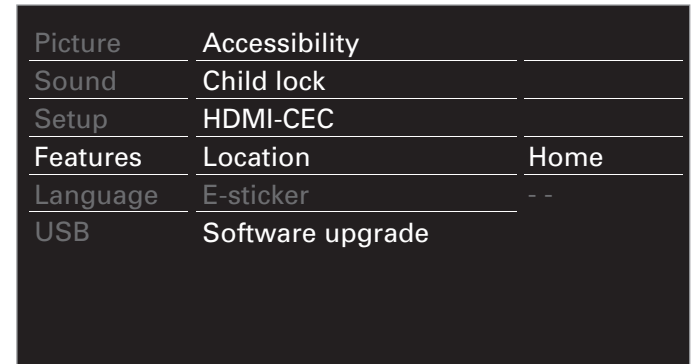 Picture Accessibility
Sound Child lock
Setup HDMI-CEC
Features Location Home
Language E-sticker - -
USB Software upgrade